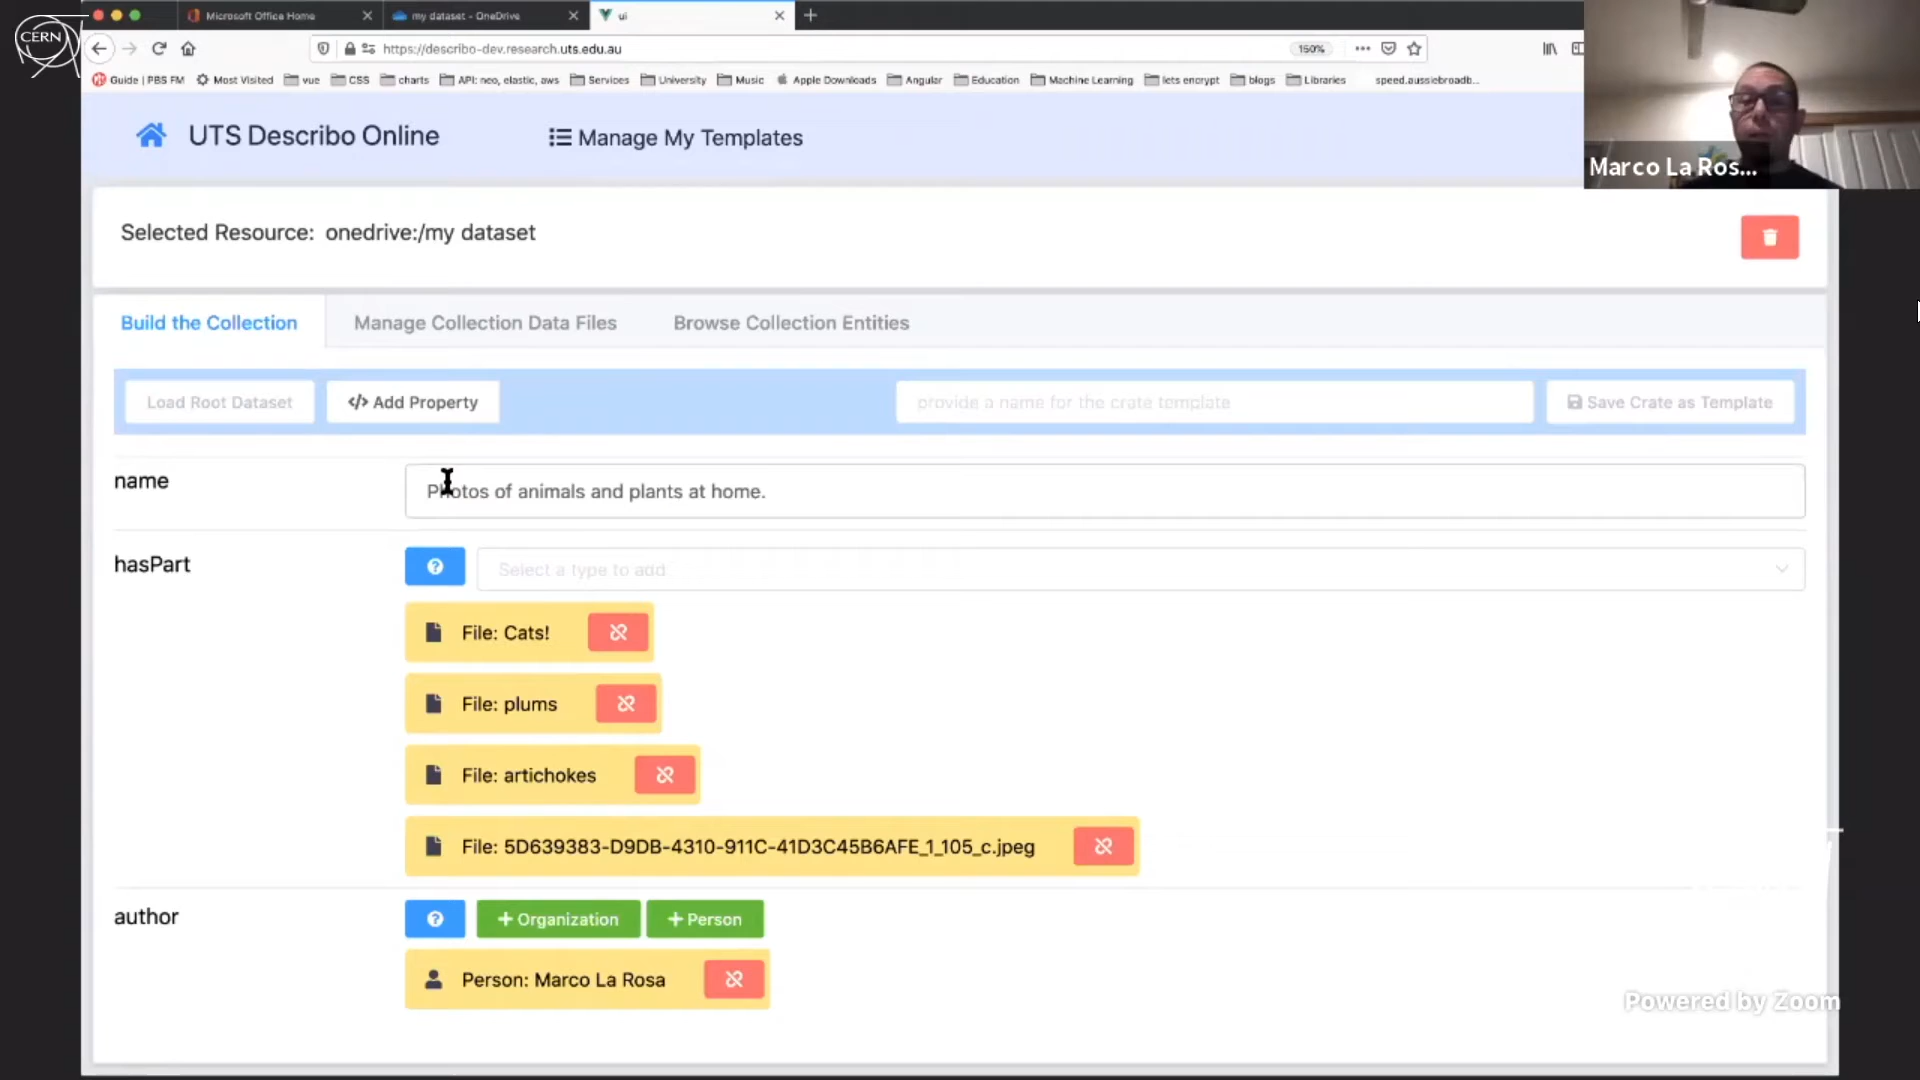 CERN
Microsoft Office Home
my dataset - OneDrive
ui
https://describo-dev.research.uts.edu.au
150%
Guide | PBS FM
Most Visited
vue
CSS
charts
API: neo, elastic, aws
Services
University
Music
Apple Downloads
Angular
Education
Machine Learning
lets encrypt
blogs
Libraries
speed.aussiebroadb...
UTS Describo Online
Manage My Templates
Marco La Ros...
Selected Resource: onedrive:/my dataset
Build the Collection
Manage Collection Data Files
Browse Collection Entities
Load Root Dataset
</> Add Property
provide a name for the crate template
Save Crate as Template
name
Photos of animals and plants at home.
hasPart
Select a type to add
File: Cats!
File: plums
File: artichokes
File: 5D639383-D9DB-4310-911C-41D3C45B6AFE_1_105_c.jpeg
author
+ Organization
+ Person
Person: Marco La Rosa
Powered by Zoom